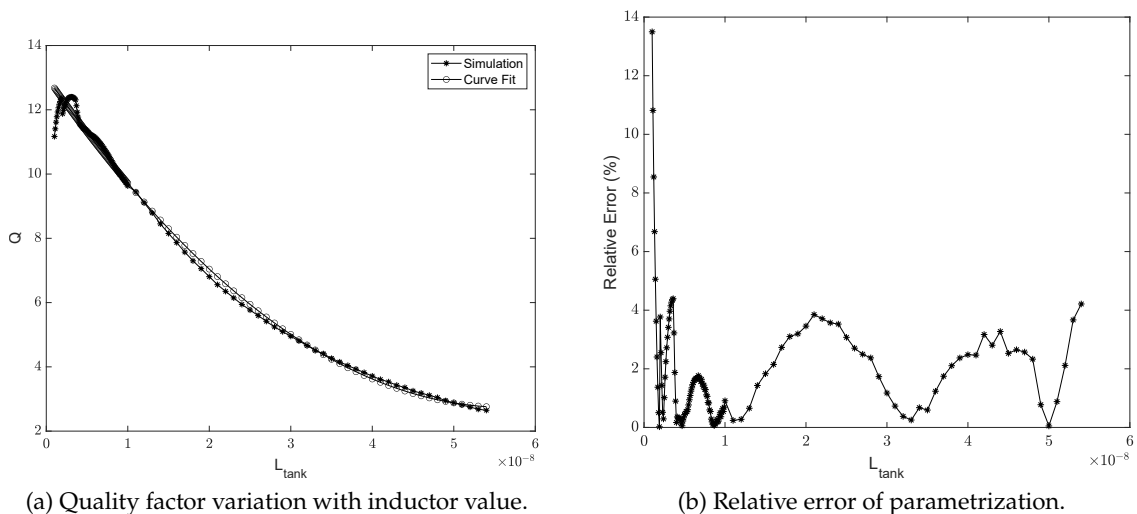 14
12
10
8
6
4
2
Q
0 1 2 3 4 5 6
×10⁻⁸
L_tank
Simulation
Curve Fit
(a) Quality factor variation with inductor value.
14
12
10
8
6
4
2
0
Relative Error (%)
0 1 2 3 4 5 6
×10⁻⁸
L_tank
(b) Relative error of parametrization.